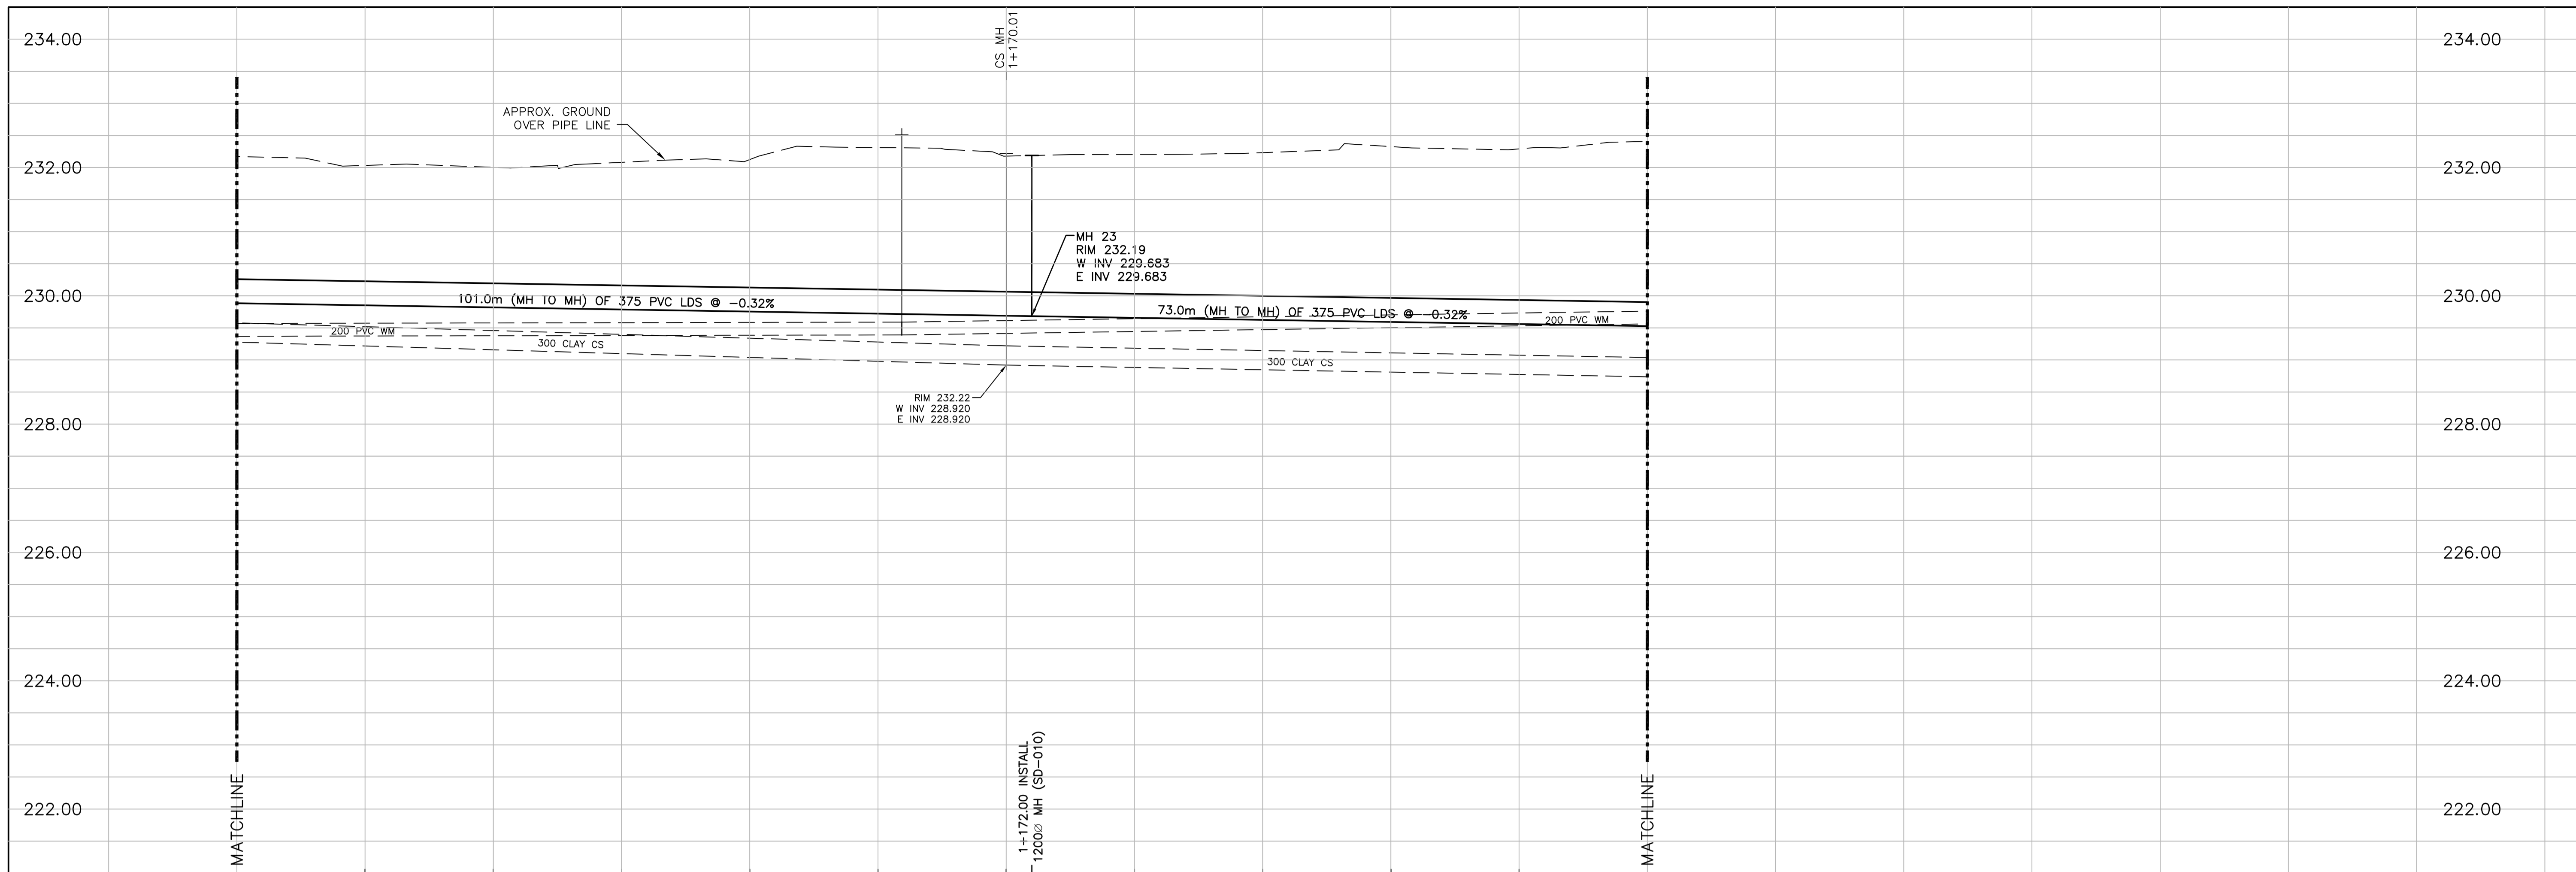 CS MH
1+170.01
234.00
234.00
APPROX. GROUND
OVER PIPE LINE
232.00
232.00
MH 23
RIM 232.19
W INV 229.683
E INV 229.683
230.00
101.0m (MH TO MH) OF 375 PVC LDS @ -0.32%
73.0m (MH TO MH) OF 375 PVC LDS @ -0.32%
230.00
200 PVC WM
200 PVC WM
300 CLAY CS
300 CLAY CS
RIM 232.22
W INV 228.920
E INV 228.920
228.00
228.00
226.00
226.00
224.00
224.00
222.00
222.00
MATCHLINE
1+172.00 INSTALL
1200∅ MH (SD-010)
MATCHLINE